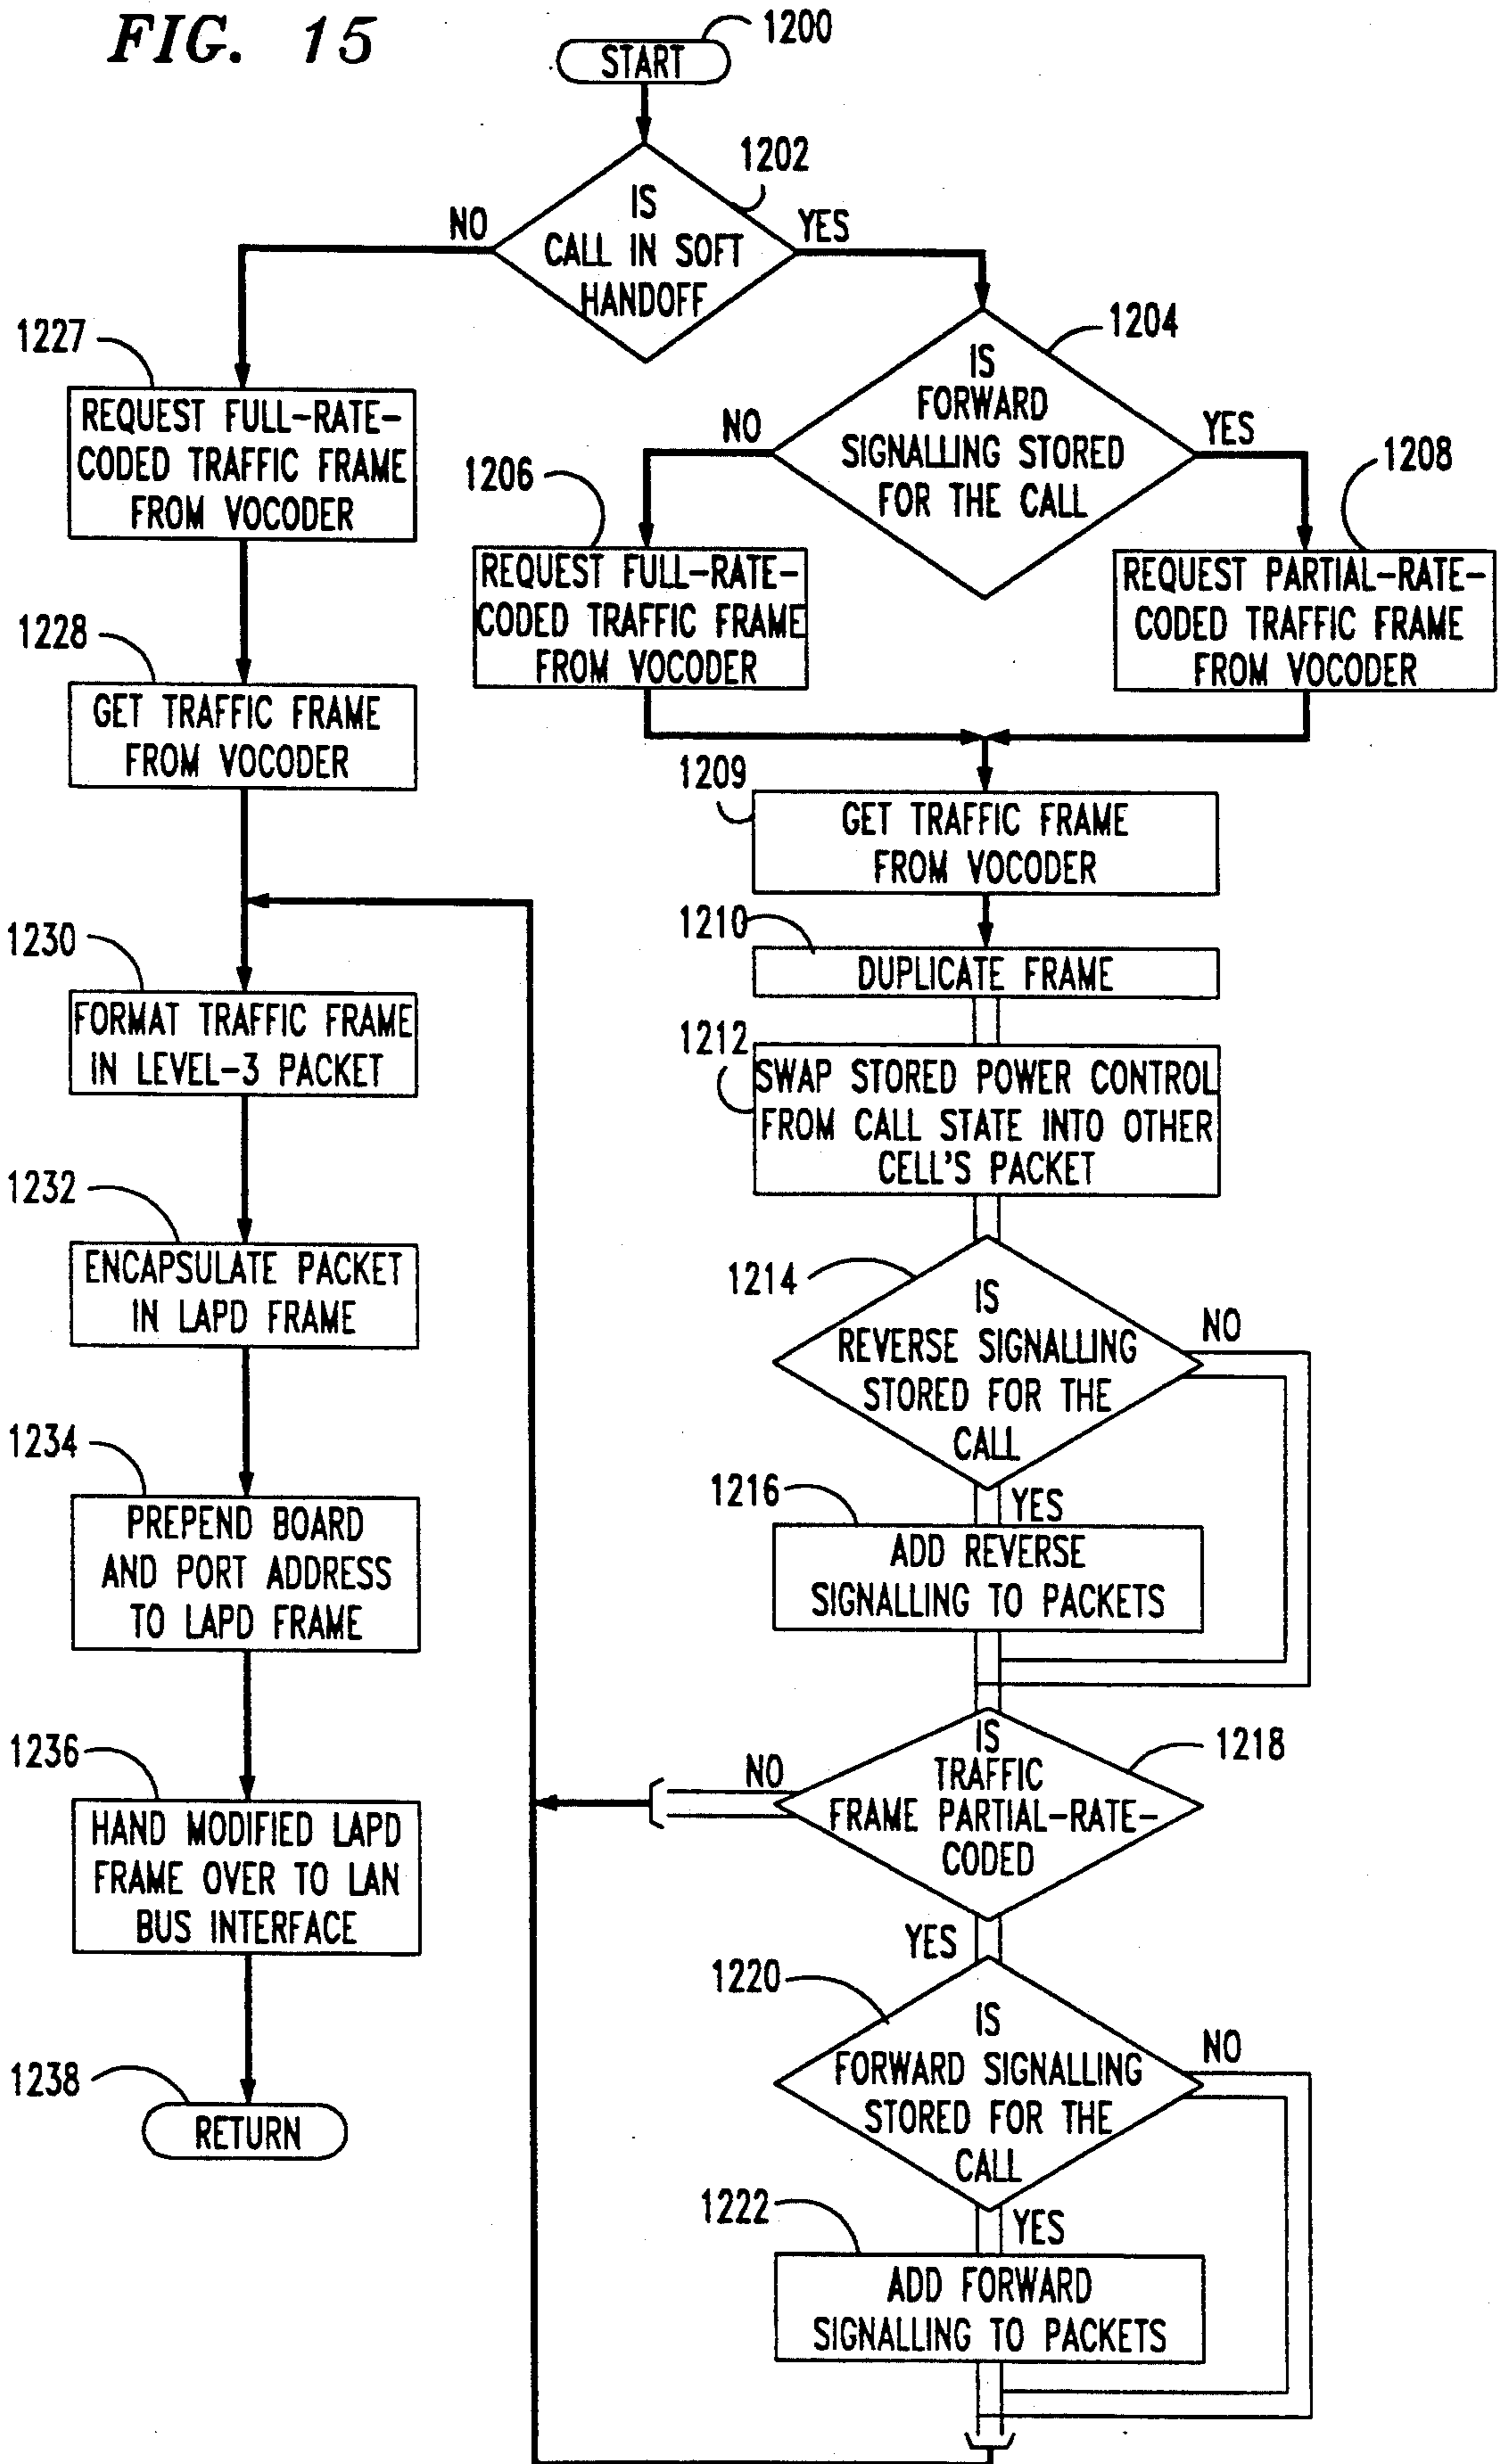 FIG. 15
1200
START
1202
IS
CALL IN SOFT
HANDOFF
NO
YES
1204
IS
FORWARD
SIGNALLING STORED
FOR THE CALL
NO
YES
1227
REQUEST FULL-RATE-
CODED TRAFFIC FRAME
FROM VOCODER
1206
REQUEST FULL-RATE-
CODED TRAFFIC FRAME
FROM VOCODER
1208
REQUEST PARTIAL-RATE-
CODED TRAFFIC FRAME
FROM VOCODER
1228
GET TRAFFIC FRAME
FROM VOCODER
1209
GET TRAFFIC FRAME
FROM VOCODER
1210
DUPLICATE FRAME
1230
FORMAT TRAFFIC FRAME
IN LEVEL-3 PACKET
1212
SWAP STORED POWER CONTROL
FROM CALL STATE INTO OTHER
CELL'S PACKET
1232
ENCAPSULATE PACKET
IN LAPD FRAME
1214
IS
REVERSE SIGNALLING
STORED FOR THE
CALL
NO
YES
1234
PREPEND BOARD
AND PORT ADDRESS
TO LAPD FRAME
1216
ADD REVERSE
SIGNALLING TO PACKETS
1236
HAND MODIFIED LAPD
FRAME OVER TO LAN
BUS INTERFACE
1218
IS
TRAFFIC
FRAME PARTIAL-RATE-
CODED
NO
YES
1220
IS
FORWARD SIGNALLING
STORED FOR THE
CALL
NO
YES
1238
RETURN
1222
ADD FORWARD
SIGNALLING TO PACKETS